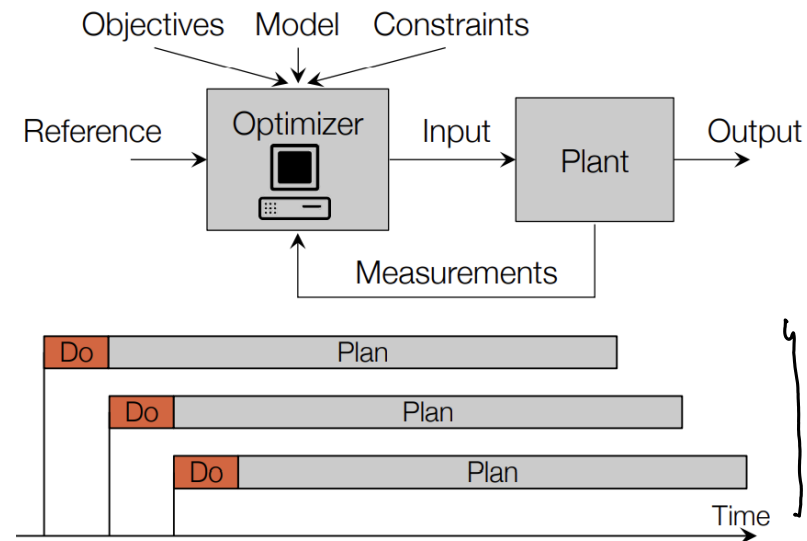 Objectives Model Constraints
Reference Optimizer Input Plant Output
Measurements
Do Plan
Do Plan
Do Plan
Time